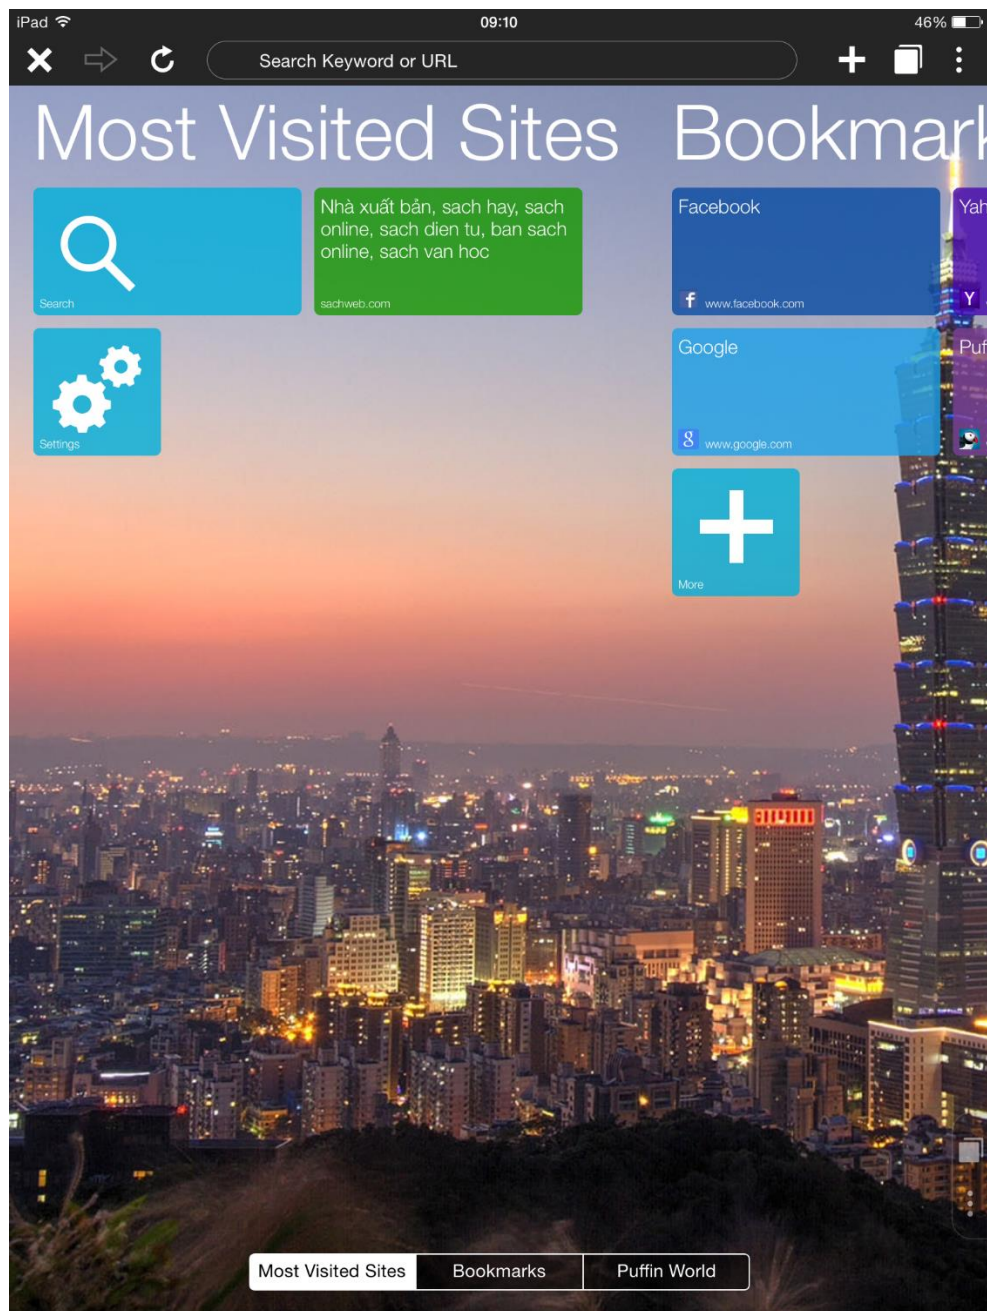 iPad 09:10 46%
Search Keyword or URL
Most Visited Sites
Search
Nhà xuất bản, sach hay, sach
online, sach dien tu, ban sach
online, sach van hoc
sachweb.com
Settings
Bookmark
Facebook
f www.facebook.com
Yah
Y
Google
8 www.google.com
Puf
More
Most Visited Sites Bookmarks Puffin World